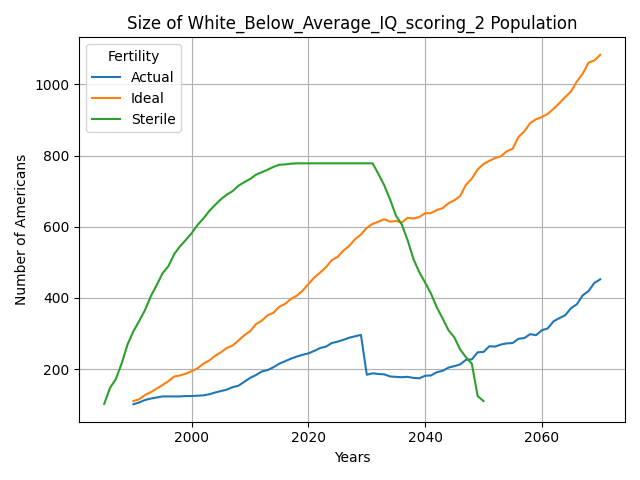 Size of White_Below_Average_IQ_scoring_2 Population
Number of Americans
1000
800
600
400
200
Fertility
Actual
Ideal
Sterile
2000 2020 2040 2060
Years